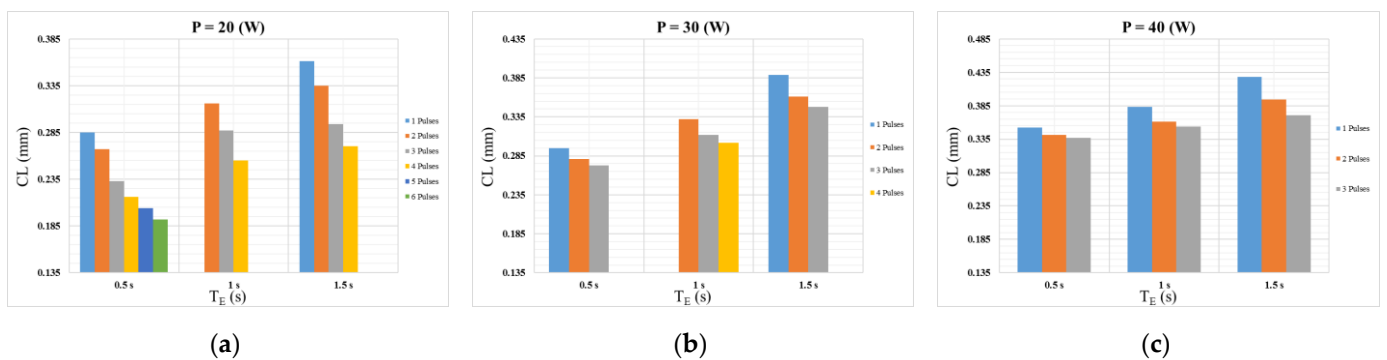 P = 20 (W)
0.385
0.335
0.285
0.235
0.185
0.135
CL (mm)
0.5 s
1 s
1.5 s
T_E (s)
1 Pulses
2 Pulses
3 Pulses
4 Pulses
5 Pulses
6 Pulses
(a)
P = 30 (W)
0.435
0.385
0.335
0.285
0.235
0.185
0.135
CL (mm)
0.5 s
1 s
1.5 s
T_E (s)
1 Pulses
2 Pulses
3 Pulses
4 Pulses
(b)
P = 40 (W)
0.485
0.435
0.385
0.335
0.285
0.235
0.185
0.135
CL (mm)
0.5 s
1 s
1.5 s
T_E (s)
1 Pulses
2 Pulses
3 Pulses
(c)